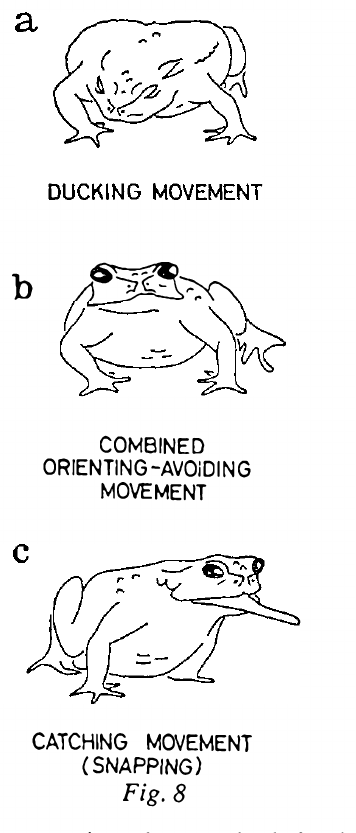 a
DUCKING MOVEMENT
b
COMBINED
ORIENTING-AVOIDING
MOVEMENT
c
CATCHING MOVEMENT
(SNAPPING)
Fig. 8